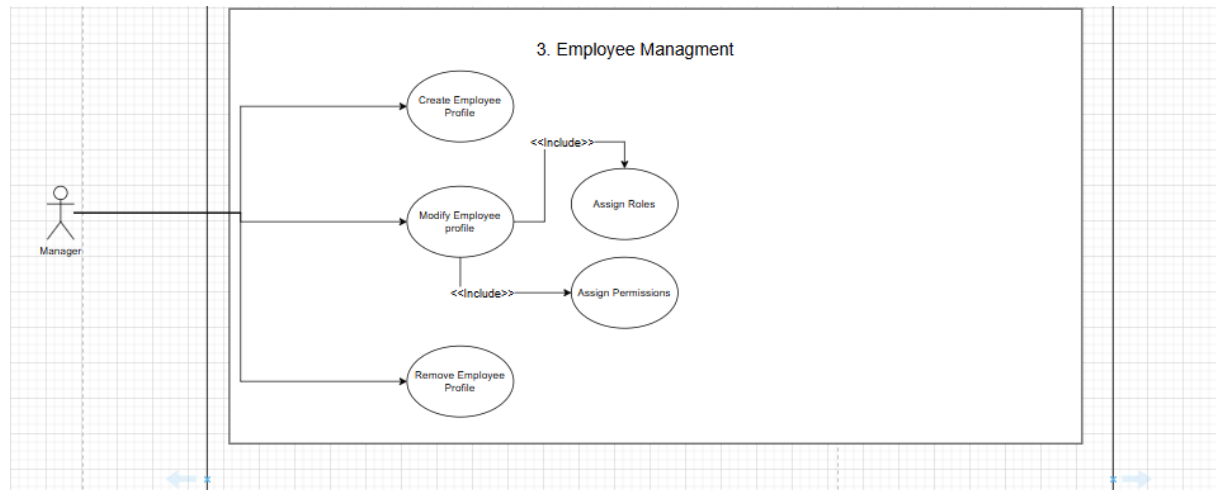 3. Employee Managment
Create Employee
Profile
<<Include>>
Assign Roles
Modify Employee
profile
Manager
<<Include>>
Assign Permissions
Remove Employee
Profile